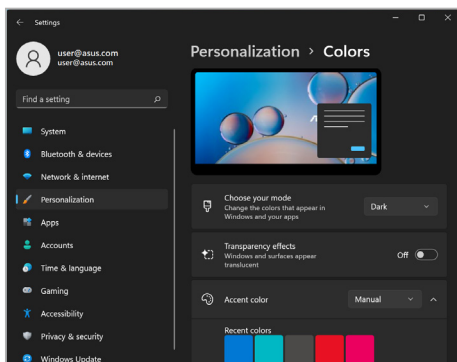 Settings
user@asus.com
user@asus.com
Find a setting
System
Bluetooth & devices
Network & internet
Personalization
Apps
Accounts
Time & language
Gaming
Accessibility
Privacy & security
Windows Update
Personalization > Colors
Choose your mode
Change the colors that appear in
Windows and your apps
Dark
Transparency effects
Windows and surfaces appear
translucent
Off
Accent color
Manual
Recent colors